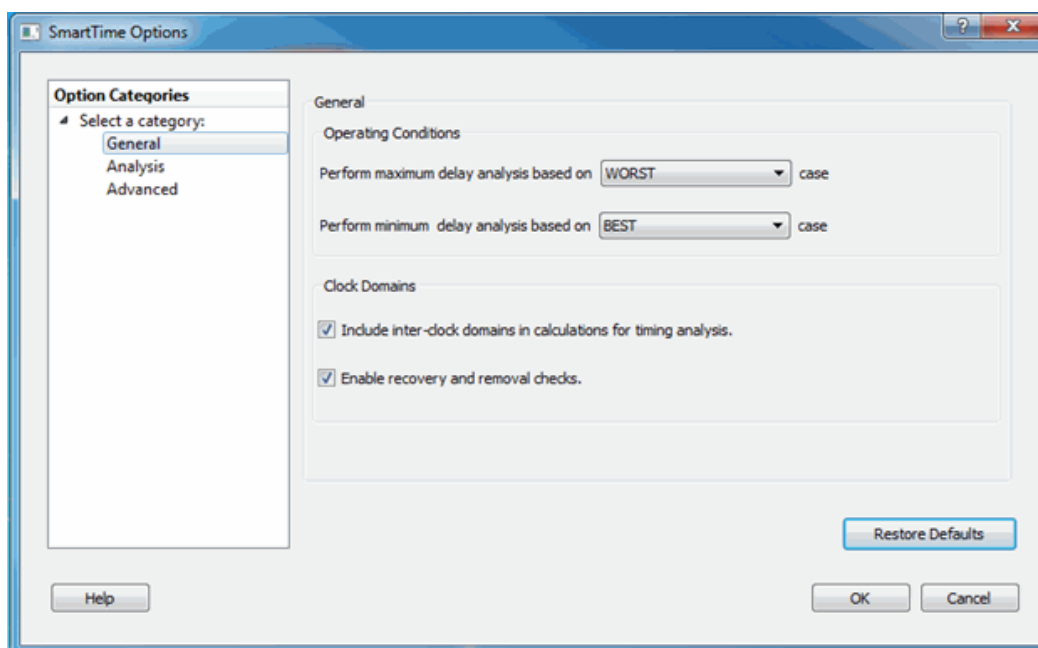 SmartTime Options
Option Categories
Select a category:
General
Analysis
Advanced
General
Operating Conditions
Perform maximum delay analysis based on WORST case
Perform minimum delay analysis based on BEST case
Clock Domains
Include inter-clock domains in calculations for timing analysis.
Enable recovery and removal checks.
Restore Defaults
Help
OK
Cancel